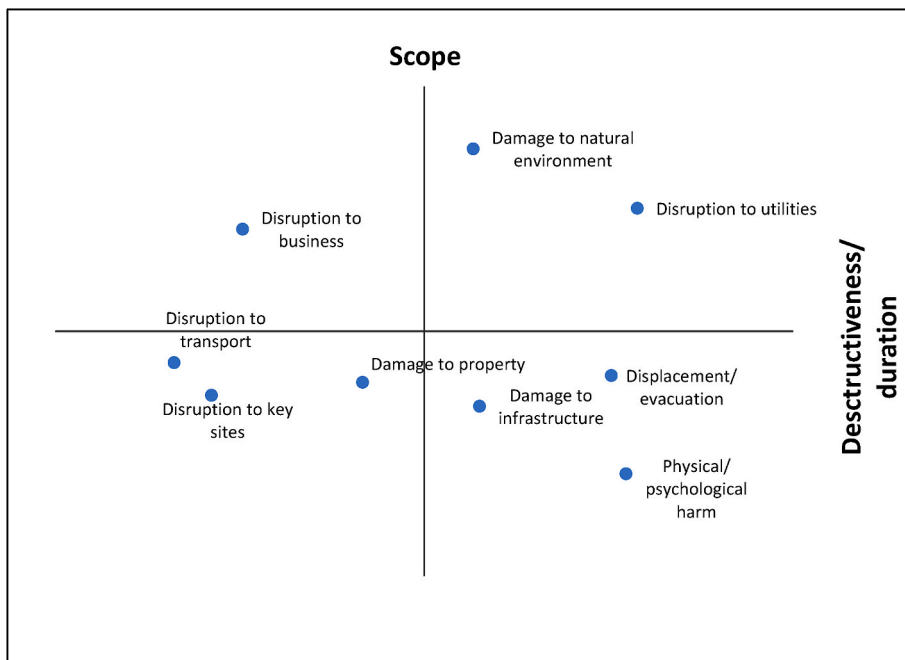 Scope
Damage to natural
environment
Disruption to utilities
Disruption to
business
Desctructiveness/
duration
Disruption to
transport
Damage to property
Displacement/
evacuation
Disruption to key
sites
Damage to
infrastructure
Physical/
psychological
harm